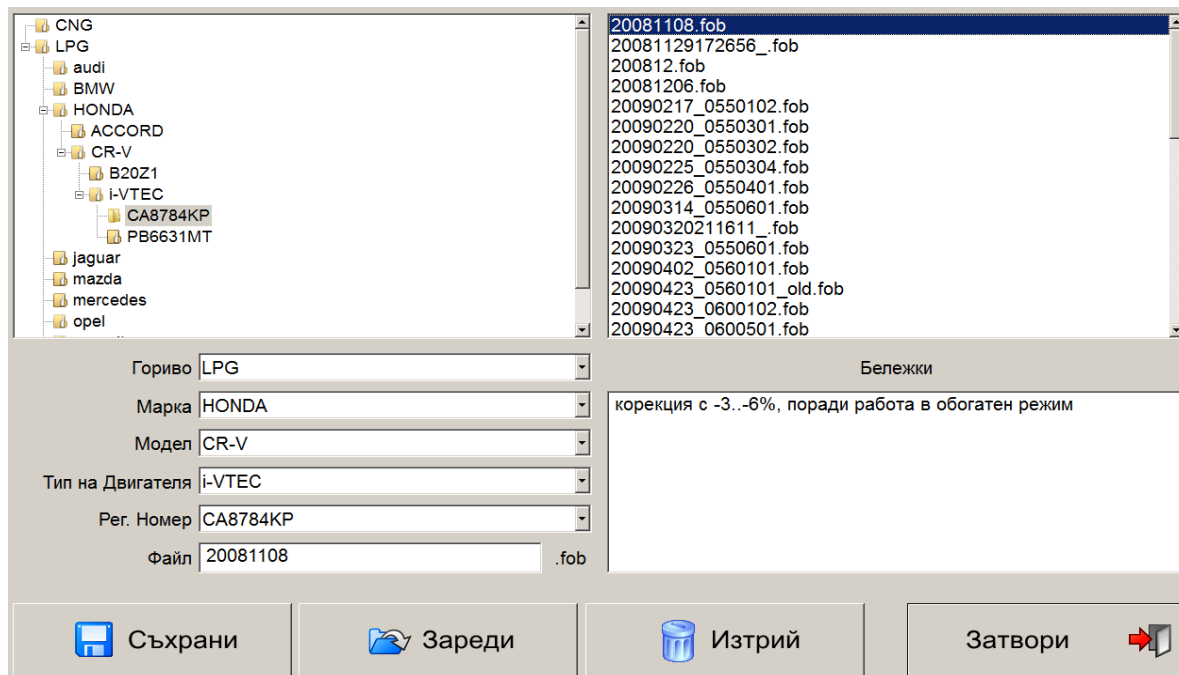 CNG
LPG
audi
BMW
HONDA
ACCORD
CR-V
B20Z1
i-VTEC
CA8784KP
PB6631MT
jaguar
mazda
mercedes
opel
20081108.fob
20081129172656_.fob
200812.fob
20081206.fob
20090217_0550102.fob
20090220_0550301.fob
20090220_0550302.fob
20090225_0550304.fob
20090226_0550401.fob
20090314_0550601.fob
20090320211611_.fob
20090323_0550601.fob
20090402_0560101.fob
20090423_0560101_old.fob
20090423_0600102.fob
20090423_0600501.fob
Гориво LPG
Марка HONDA
Модел CR-V
Тип на Двигателя i-VTEC
Рег. Номер CA8784KP
Файл 20081108 .fob
Бележки
корекция с -3..-6%, поради работа в обогатен режим
Съхрани Зареди Изтрий Затвори